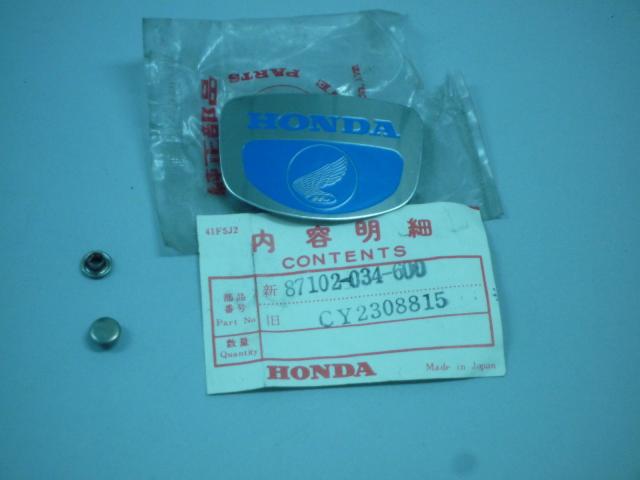 PARTS
HONDA
41FSJ2
内容明細
CONTENTS
部品番号
Part No
新 87102-034-600
旧 CY2308815
数量
Quantity
HONDA
Made in Japan